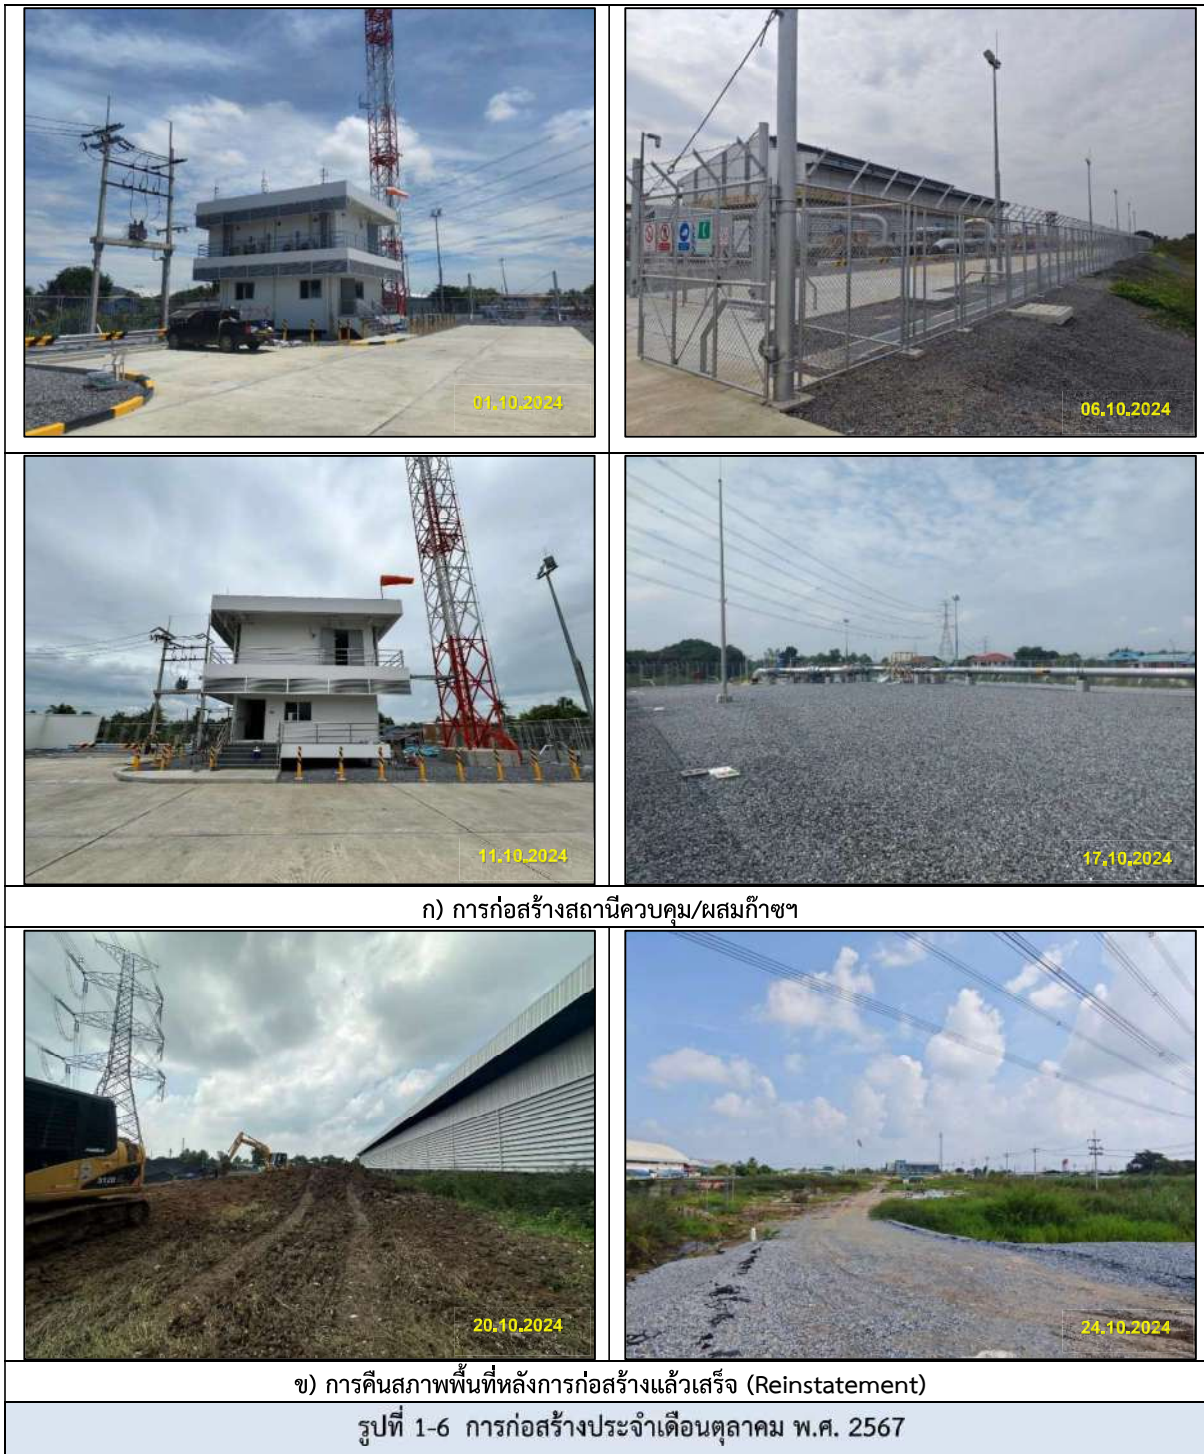 01.10.2024
06.10.2024
11.10.2024
17.10.2024
ก) การก่อสร้างสถานีควบคุม/ผสมก๊าซฯ
20.10.2024
24.10.2024
ข) การคืนสภาพพื้นที่หลังการก่อสร้างแล้วเสร็จ (Reinstatement)
รูปที่ 1-6 การก่อสร้างประจำเดือนตุลาคม พ.ศ. 2567